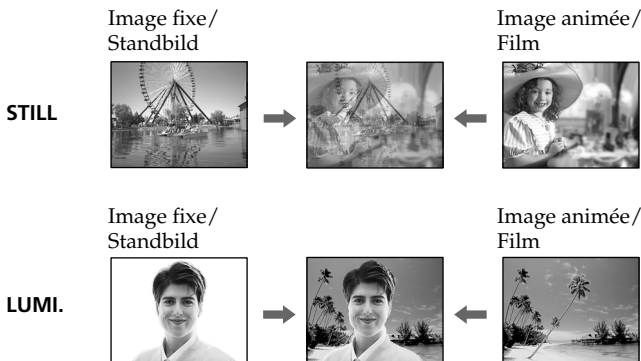 Image fixe/
Standbild
Image animée/
Film
STILL
Image fixe/
Standbild
Image animée/
Film
LUMI.